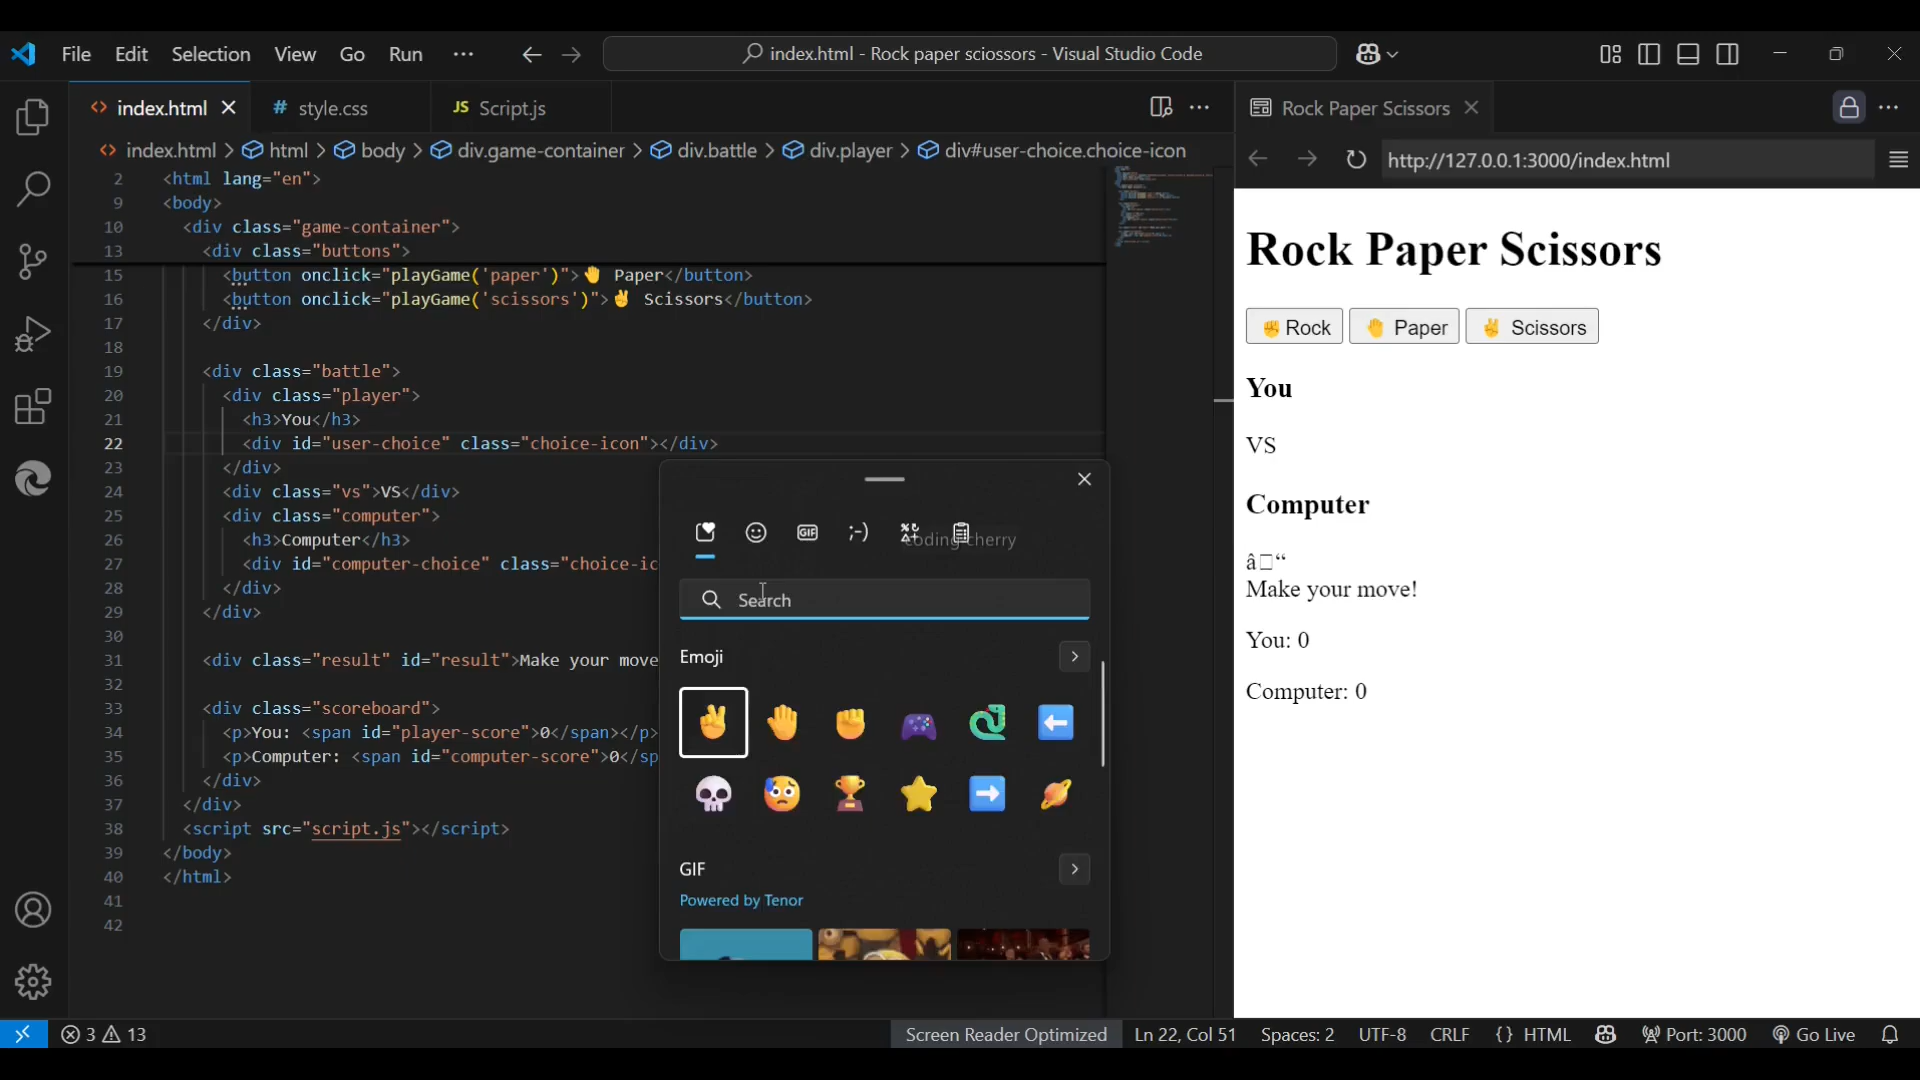 File Edit Selection View Go Run ··· index.html - Rock paper sciossors - Visual Studio Code
index.html # style.css JS Script.js
index.html > html > body > div.game-container > div.battle > div.player > div#user-choice.choice-icon
2 <html lang="en">
9 <body>
10 <div class="game-container">
13 <div class="buttons">
15 <button onclick="playGame('paper')">🤚 Paper</button>
16 <button onclick="playGame('scissors')">✌ Scissors</button>
17 </div>
18
19 <div class="battle">
20 <div class="player">
21 <h3>You</h3>
22 <div id="user-choice" class="choice-icon"></div>
23 </div>
24 <div class="vs">VS</div>
25 <div class="computer">
26 <h3>Computer</h3>
27 <div id="computer-choice" class="choice-ic
28 </div>
29 </div>
30
31 <div class="result" id="result">Make your move
32
33 <div class="scoreboard">
34 <p>You: <span id="player-score">0</span></p>
35 <p>Computer: <span id="computer-score">0</sp
36 </div>
37 </div>
38 <script src="script.js"></script>
39 </body>
40 </html>
41
42
GIF ;-)
coding cherry
Search
Emoji
GIF
Powered by Tenor
Rock Paper Scissors
http://127.0.0.1:3000/index.html
Rock Paper Scissors
✊Rock 🤚 Paper ✌ Scissors
You
VS
Computer
â□“
Make your move!
You: 0
Computer: 0
3 13 Screen Reader Optimized Ln 22, Col 51 Spaces: 2 UTF-8 CRLF {} HTML Port: 3000 Go Live